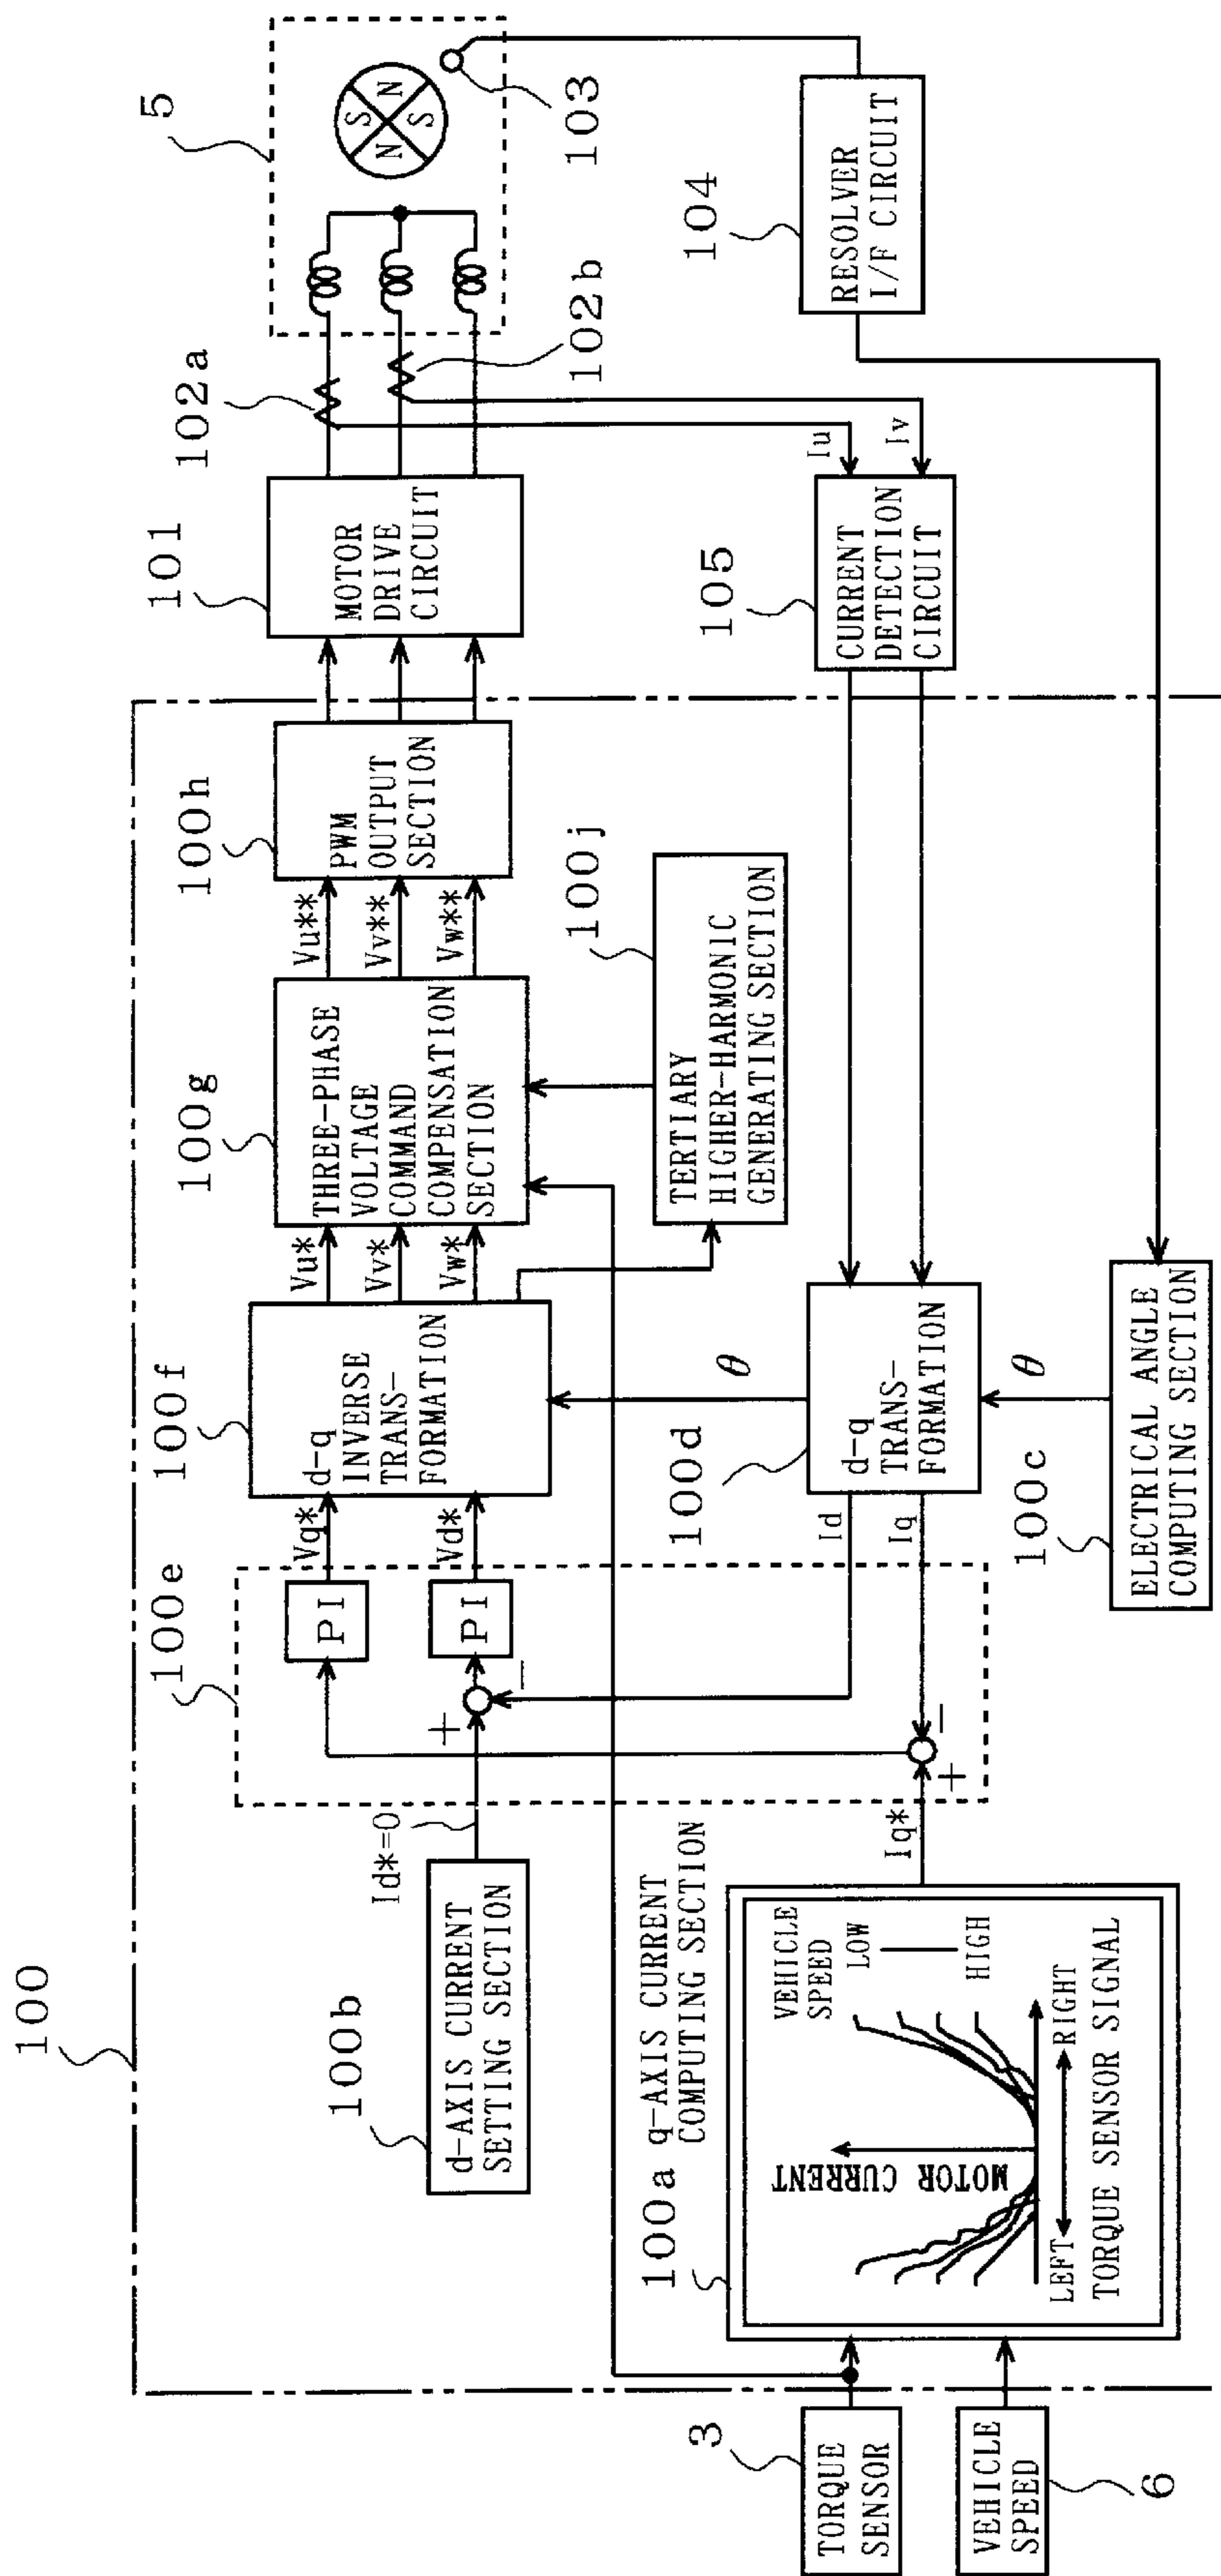 100
100b
d-AXIS CURRENT
SETTING SECTION
Id*=0
100e
PI
PI
+
−
Vq*
Vd*
100f
d-q
INVERSE
TRANS-
FORMATION
Vu*
Vv*
Vw*
100g
THREE-PHASE
VOLTAGE
COMMAND
COMPENSATION
SECTION
Vu**
Vv**
Vw**
100h
PWM
OUTPUT
SECTION
101
MOTOR
DRIVE
CIRCUIT
102a
102b
5
N
S
N
S
103
100j
TERTIARY
HIGHER-HARMONIC
GENERATING SECTION
104
RESOLVER
I/F CIRCUIT
Iu
Iv
105
CURRENT
DETECTION
CIRCUIT
θ
100d
d-q
TRANS-
FORMATION
Id
Iq
θ
100c
ELECTRICAL ANGLE
COMPUTING SECTION
−
+
Iq*
100a
q-AXIS CURRENT
COMPUTING SECTION
VEHICLE
SPEED
LOW
HIGH
MOTOR CURRENT
LEFT
RIGHT
TORQUE SENSOR SIGNAL
3
TORQUE
SENSOR
VEHICLE
SPEED
6